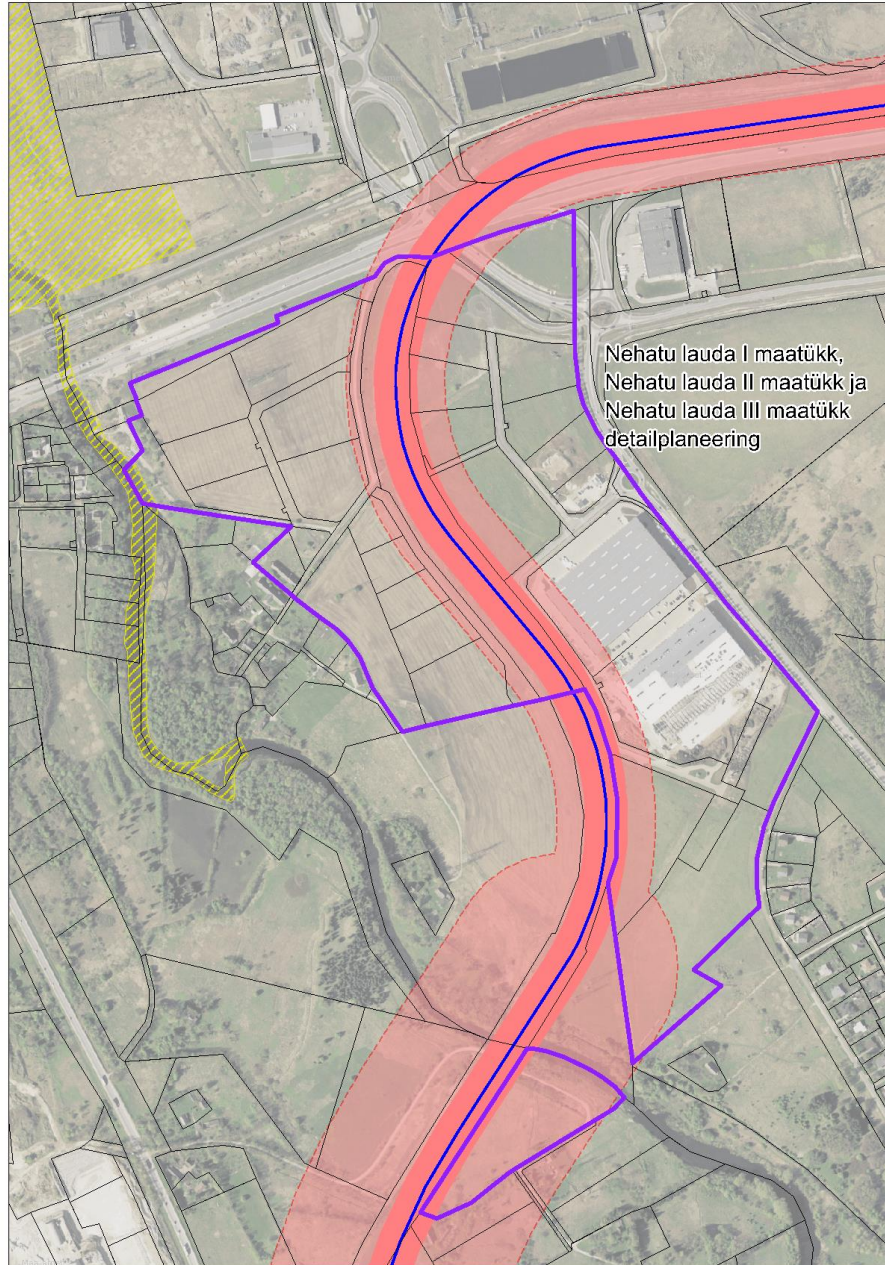 Nehatu lauda I maatükk,
Nehatu lauda II maatükk ja
Nehatu lauda III maatükk
detailplaneering